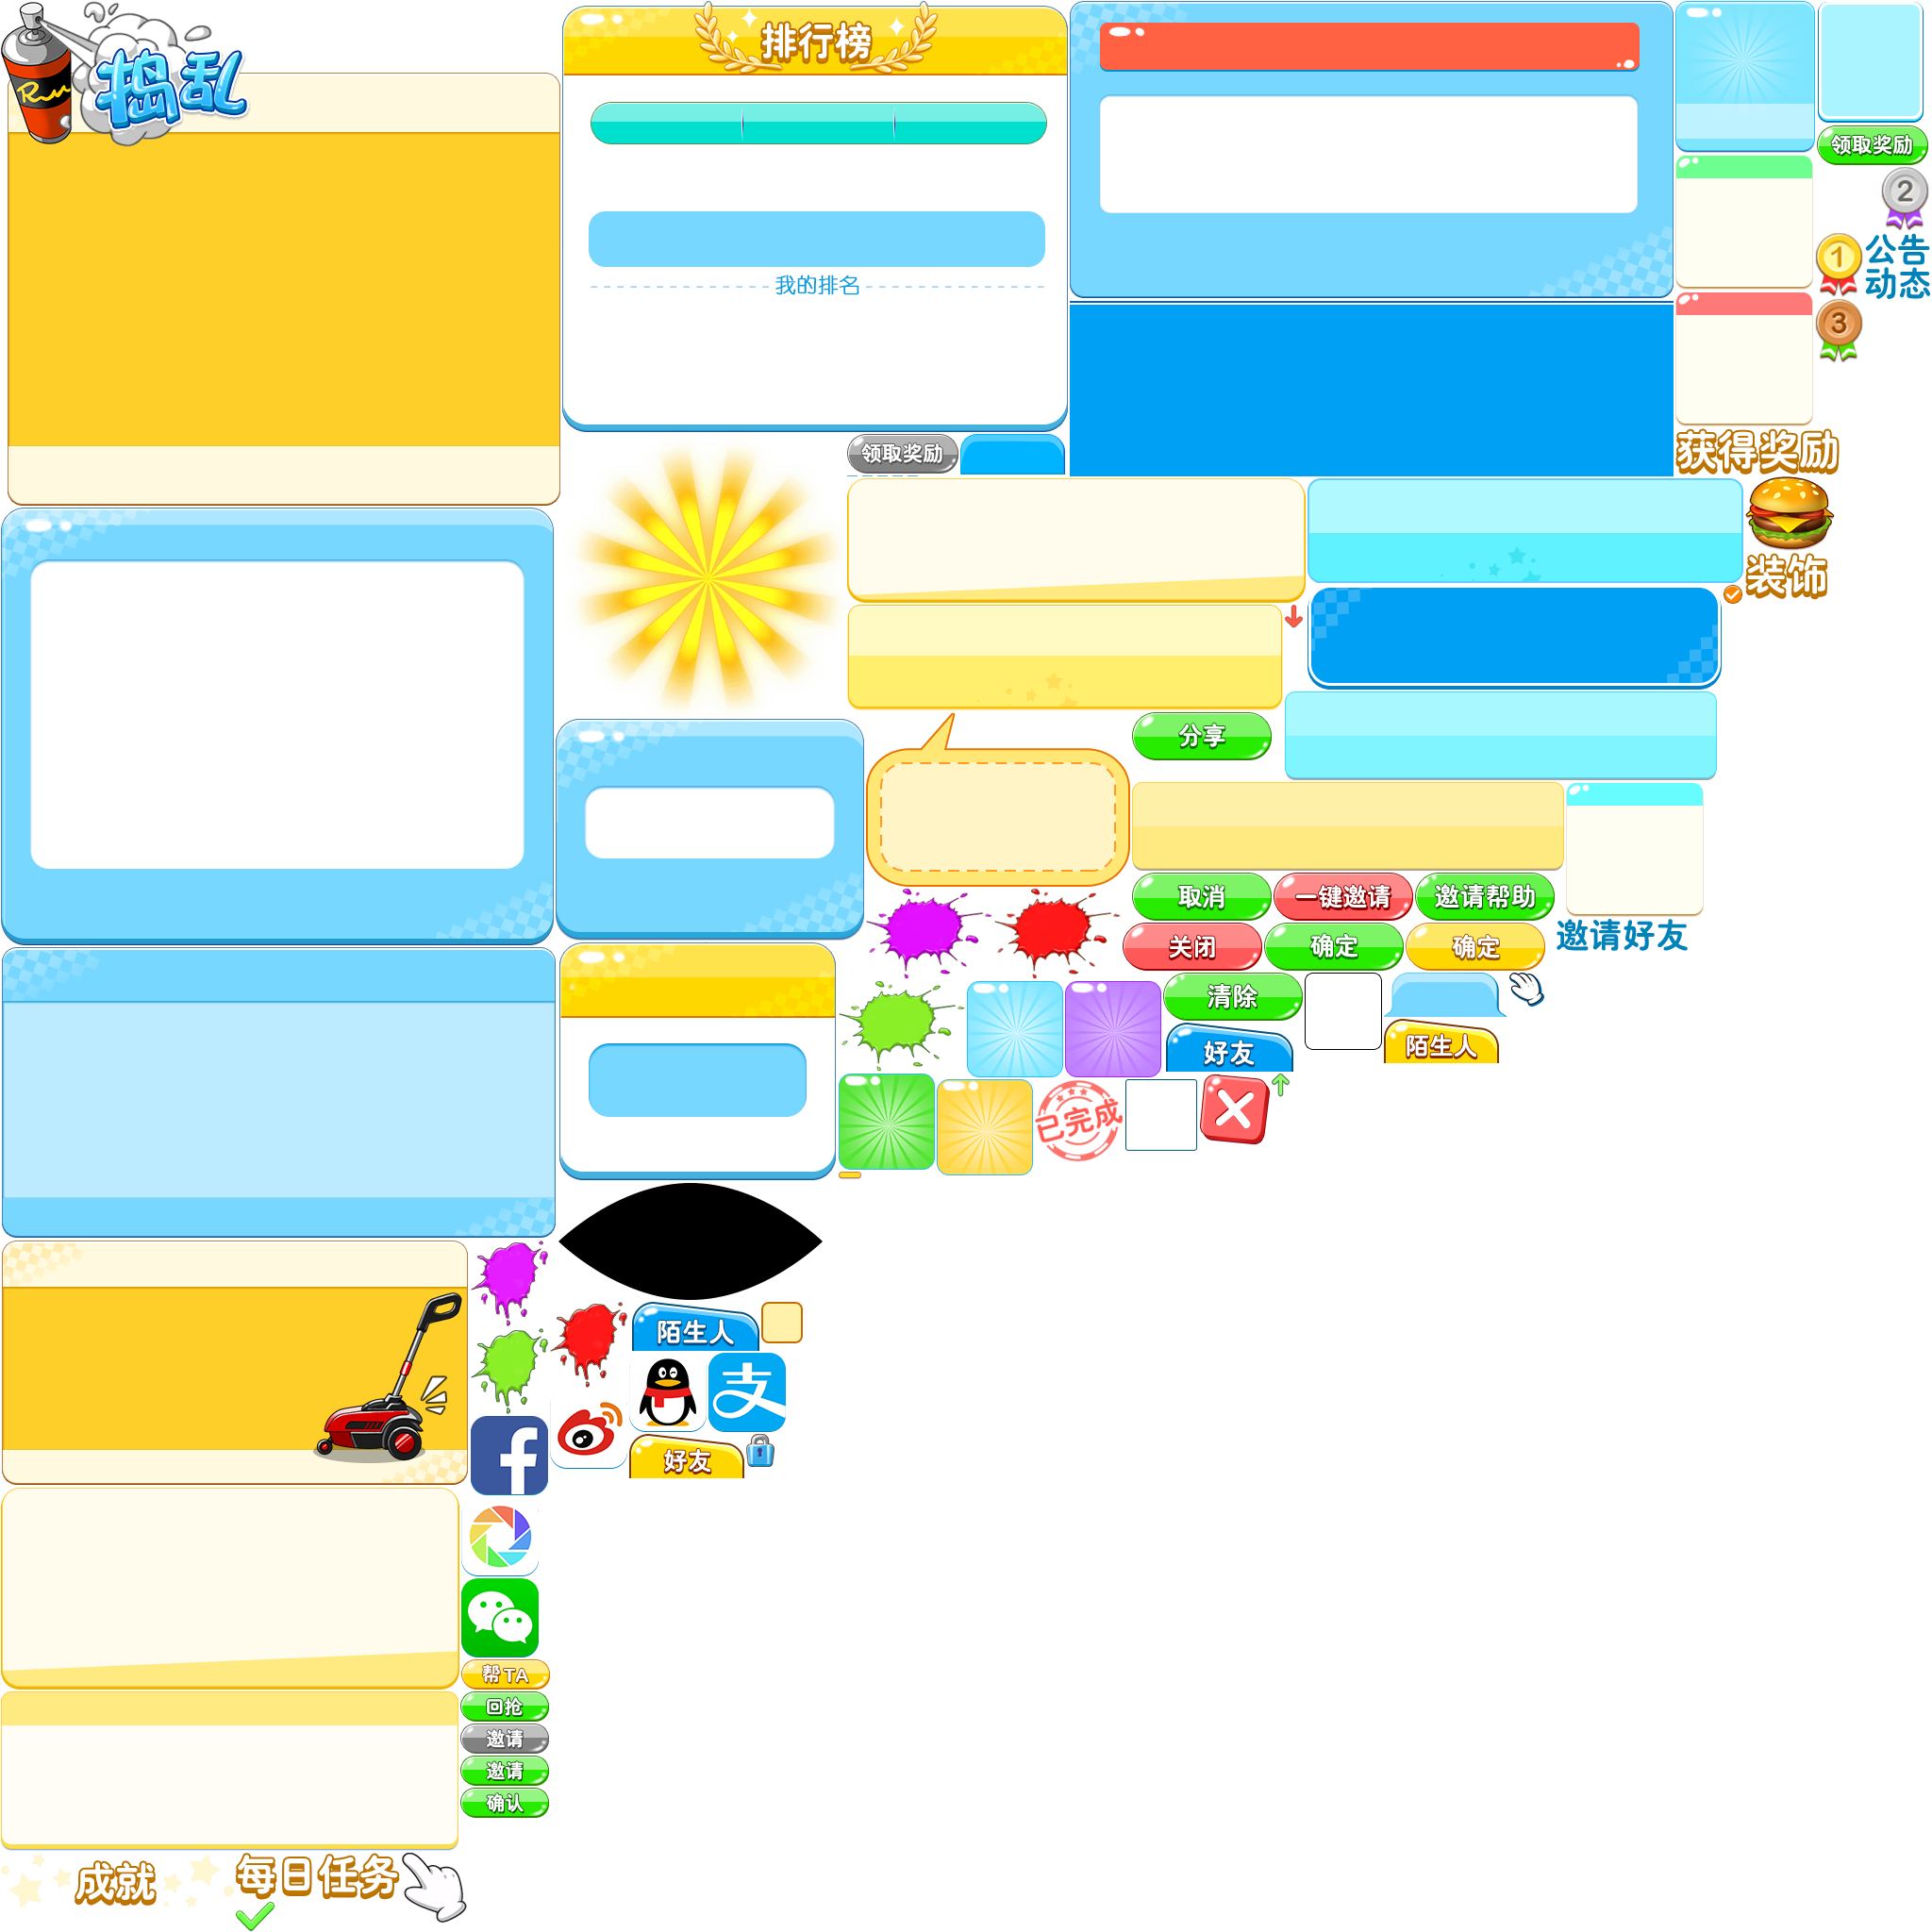 捣乱
排行榜
我的排名
领取奖励
2
1
公告
动态
3
领取奖励
获得奖励
装饰
分享
取消
一键邀请
邀请帮助
关闭
确定
确定
邀请好友
清除
好友
陌生人
已完成
陌生人
支
好友
帮TA
回抢
邀请
邀请
确认
成就
每日任务